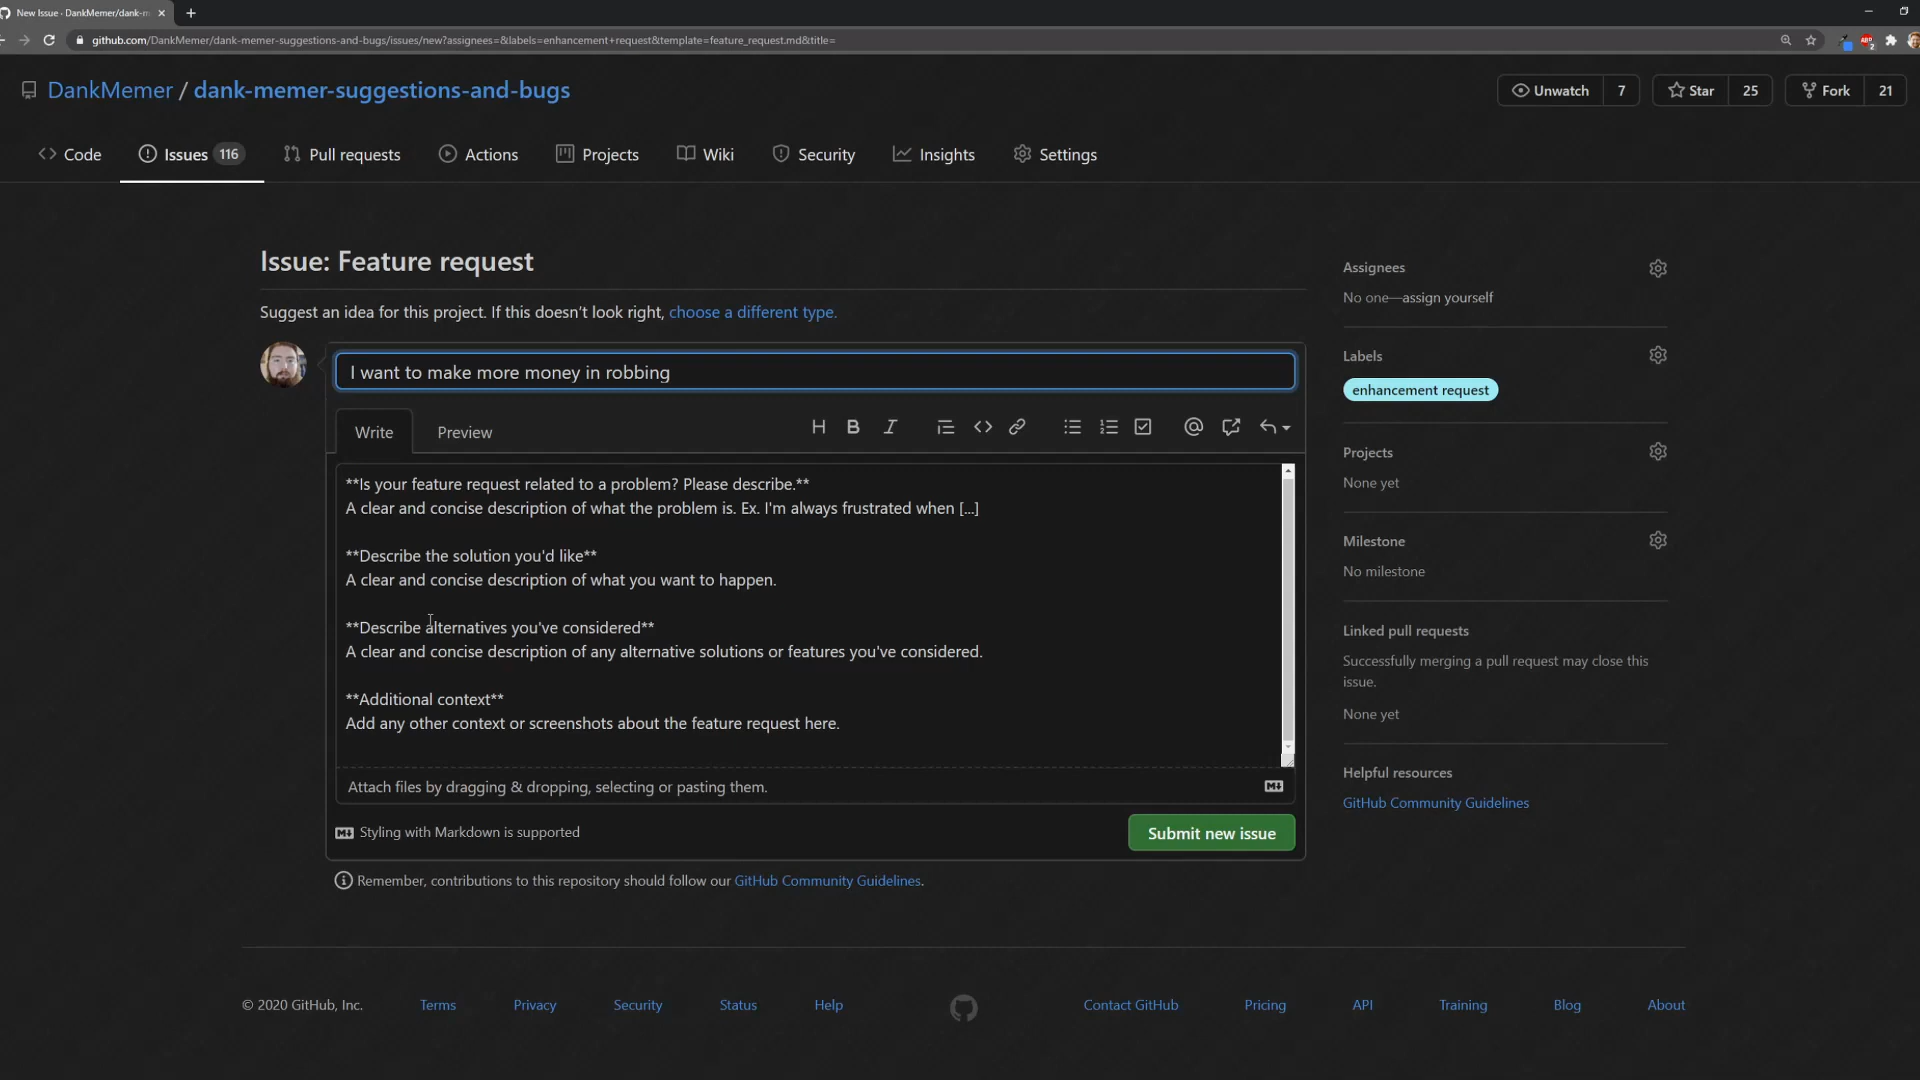 New Issue · DankMemer/dank-m
github.com/DankMemer/dank-memer-suggestions-and-bugs/issues/new?assignees=&labels=enhancement+request&template=feature_request.md&title=
DankMemer / dank-memer-suggestions-and-bugs
Unwatch 7
Star 25
Fork 21
Code
Issues 116
Pull requests
Actions
Projects
Wiki
Security
Insights
Settings
Issue: Feature request
Suggest an idea for this project. If this doesn't look right, choose a different type.
I want to make more money in robbing
Write
Preview
**Is your feature request related to a problem? Please describe.**
A clear and concise description of what the problem is. Ex. I'm always frustrated when [...]
**Describe the solution you'd like**
A clear and concise description of what you want to happen.
**Describe alternatives you've considered**
A clear and concise description of any alternative solutions or features you've considered.
**Additional context**
Add any other context or screenshots about the feature request here.
Attach files by dragging & dropping, selecting or pasting them.
Styling with Markdown is supported
Submit new issue
Remember, contributions to this repository should follow our GitHub Community Guidelines.
Assignees
No one—assign yourself
Labels
enhancement request
Projects
None yet
Milestone
No milestone
Linked pull requests
Successfully merging a pull request may close this
issue.
None yet
Helpful resources
GitHub Community Guidelines
© 2020 GitHub, Inc.
Terms
Privacy
Security
Status
Help
Contact GitHub
Pricing
API
Training
Blog
About